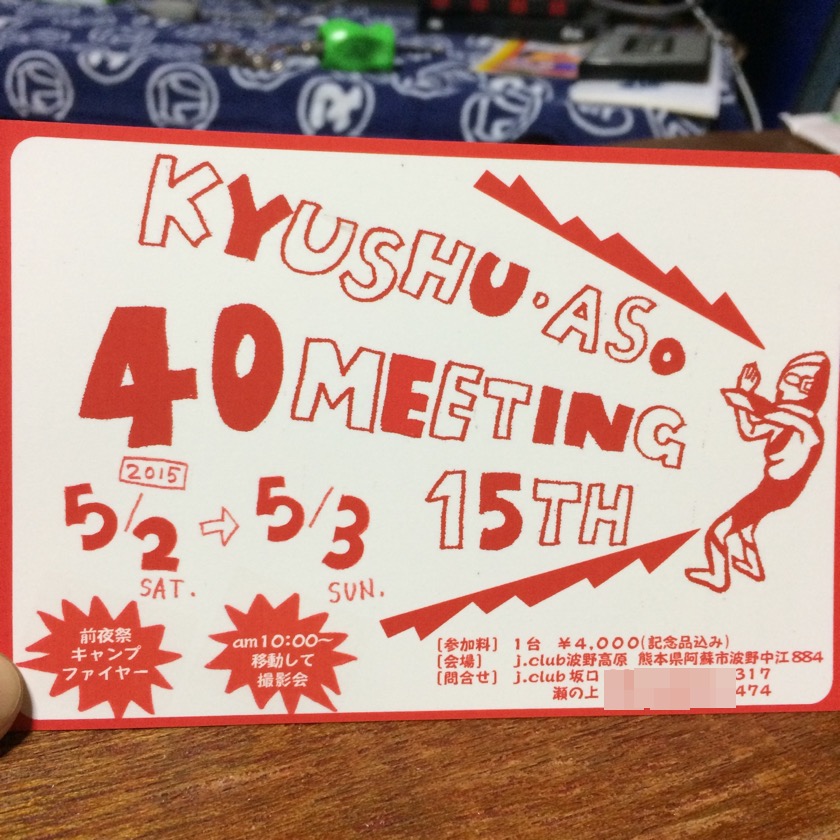 KYUSHU・ASO
40 MEETING
15TH
2015
5/2 ⇨ 5/3
SAT. SUN.
前夜祭
キャンプ
ファイヤー
am10:00〜
移動して
撮影会
[参加料] 1台 ¥4,000(記念品込み)
[会場] j.club波野高原 熊本県阿蘇市波野中江884
[問合せ] j.club 坂口 317
瀬の上 474